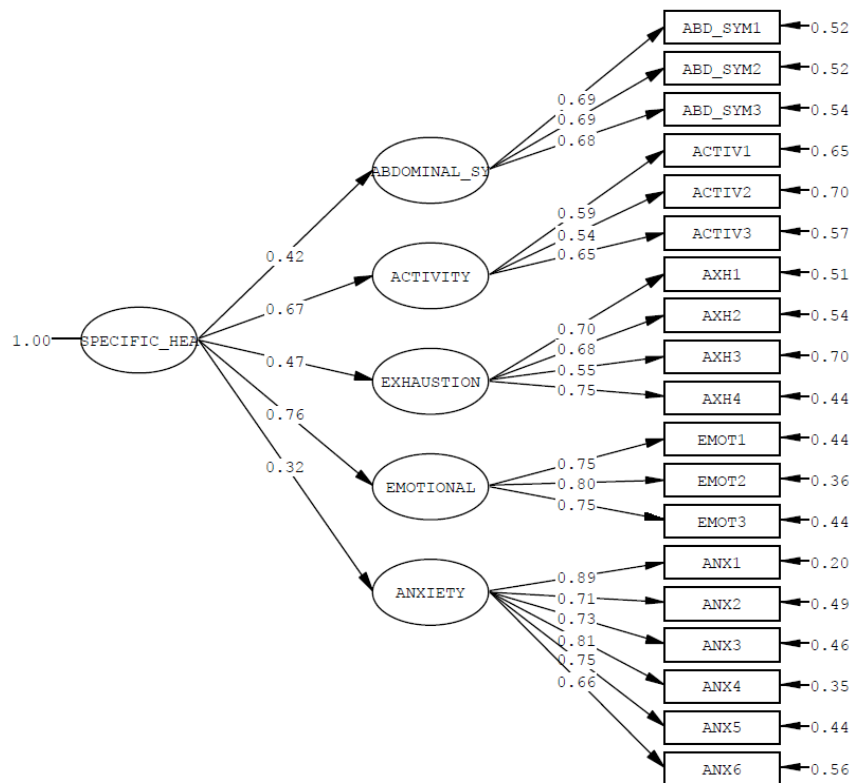 ABD_SYM1 0.52
ABD_SYM2 0.52
0.69
0.69
ABD_SYM3 0.54
0.68
ACTIV1 0.65
ABDOMINAL_SY
ACTIV2 0.70
0.59
0.54
ACTIV3 0.57
0.65
0.42
ACTIVITY
AXH1 0.51
0.67
AXH2 0.54
0.70
1.00 SPECIFIC_HEA
0.68
AXH3 0.70
0.55
0.47
EXHAUSTION
0.75
AXH4 0.44
0.76
EMOT1 0.44
0.75
0.32
EMOTIONAL
0.80
EMOT2 0.36
0.75
EMOT3 0.44
ANX1 0.20
0.89
ANXIETY
0.71
ANX2 0.49
0.73
ANX3 0.46
0.81
0.75
ANX4 0.35
0.66
ANX5 0.44
ANX6 0.56